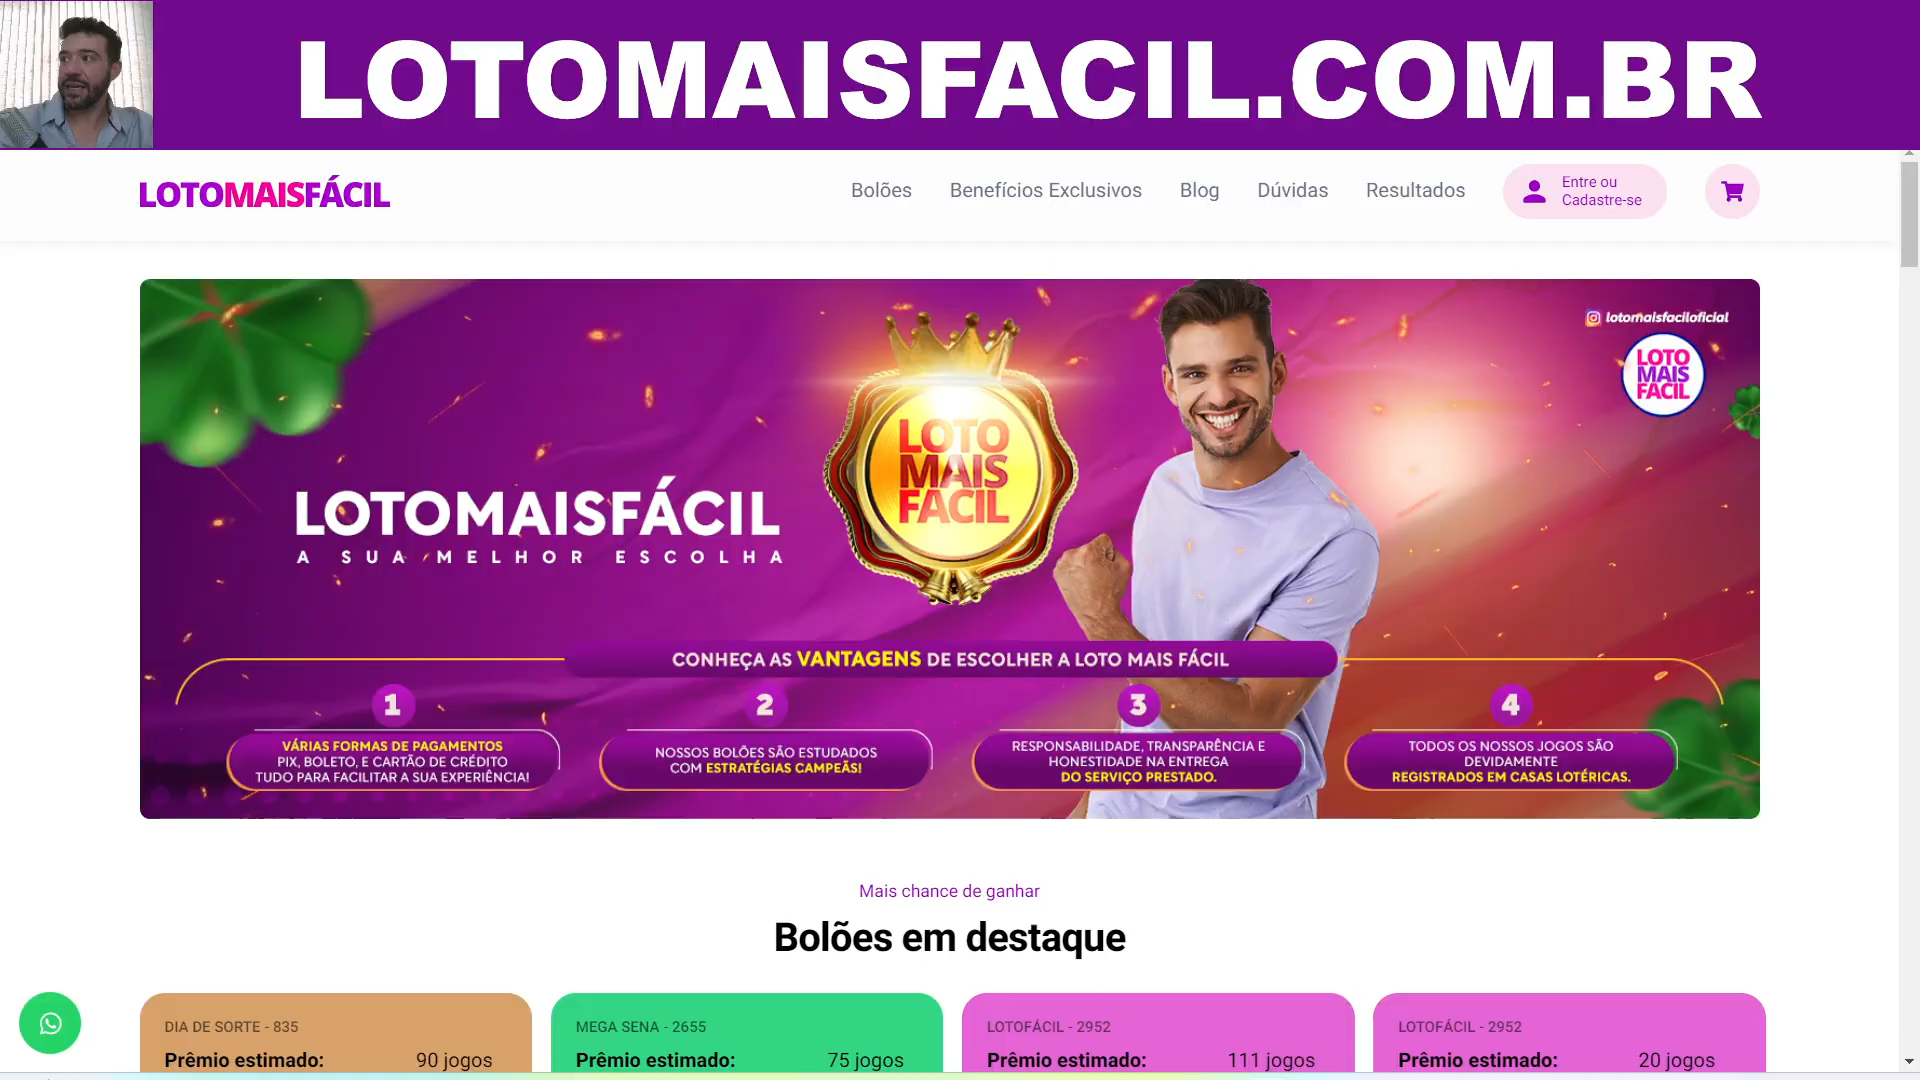 LOTOMAISFACIL.COM.BR
LOTOMAISFÁCIL
Bolões
Benefícios Exclusivos
Blog
Dúvidas
Resultados
Entre ou
Cadastre-se
lotomaisfaciloficial
LOTO
MAIS
FACIL
LOTO
MAIS
FACIL
LOTOMAISFÁCIL
A SUA MELHOR ESCOLHA
CONHEÇA AS VANTAGENS DE ESCOLHER A LOTO MAIS FÁCIL
1
VÁRIAS FORMAS DE PAGAMENTOS
PIX, BOLETO, E CARTÃO DE CRÉDITO
TUDO PARA FACILITAR A SUA EXPERIÊNCIA!
2
NOSSOS BOLÕES SÃO ESTUDADOS
COM ESTRATÉGIAS CAMPEÃS!
3
RESPONSABILIDADE, TRANSPARÊNCIA E
HONESTIDADE NA ENTREGA
DO SERVIÇO PRESTADO.
4
TODOS OS NOSSOS JOGOS SÃO
DEVIDAMENTE
REGISTRADOS EM CASAS LOTÉRICAS.
Mais chance de ganhar
Bolões em destaque
DIA DE SORTE - 835
Prêmio estimado: 90 jogos
MEGA SENA - 2655
Prêmio estimado: 75 jogos
LOTOFÁCIL - 2952
Prêmio estimado: 111 jogos
LOTOFÁCIL - 2952
Prêmio estimado: 20 jogos